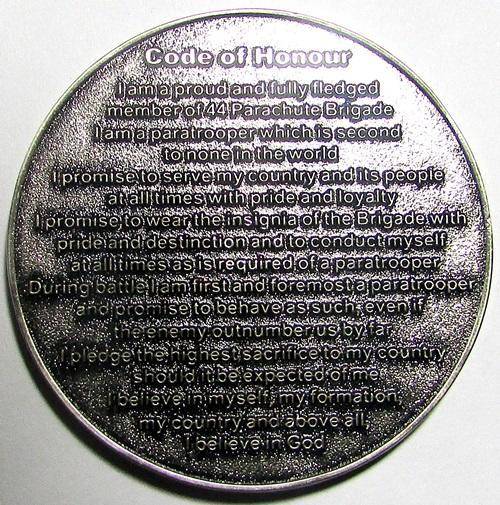 Code of Honour
I am a proud and fully fledged
member of 44 Parachute Brigade
I am a paratrooper which is second
to none in the world
I promise to serve my country and its people
at all times with pride and loyalty
I promise to wear the insignia of the Brigade with
pride and destinction and to conduct myself
at all times as is required of a paratrooper
During battle I am first and foremost a paratrooper
and promise to behave as such, even if
the enemy outnumber us by far,
I pledge the highest sacrifice to my country,
should it be expected of me
I believe in myself, my formation,
my country and above all,
I believe in God